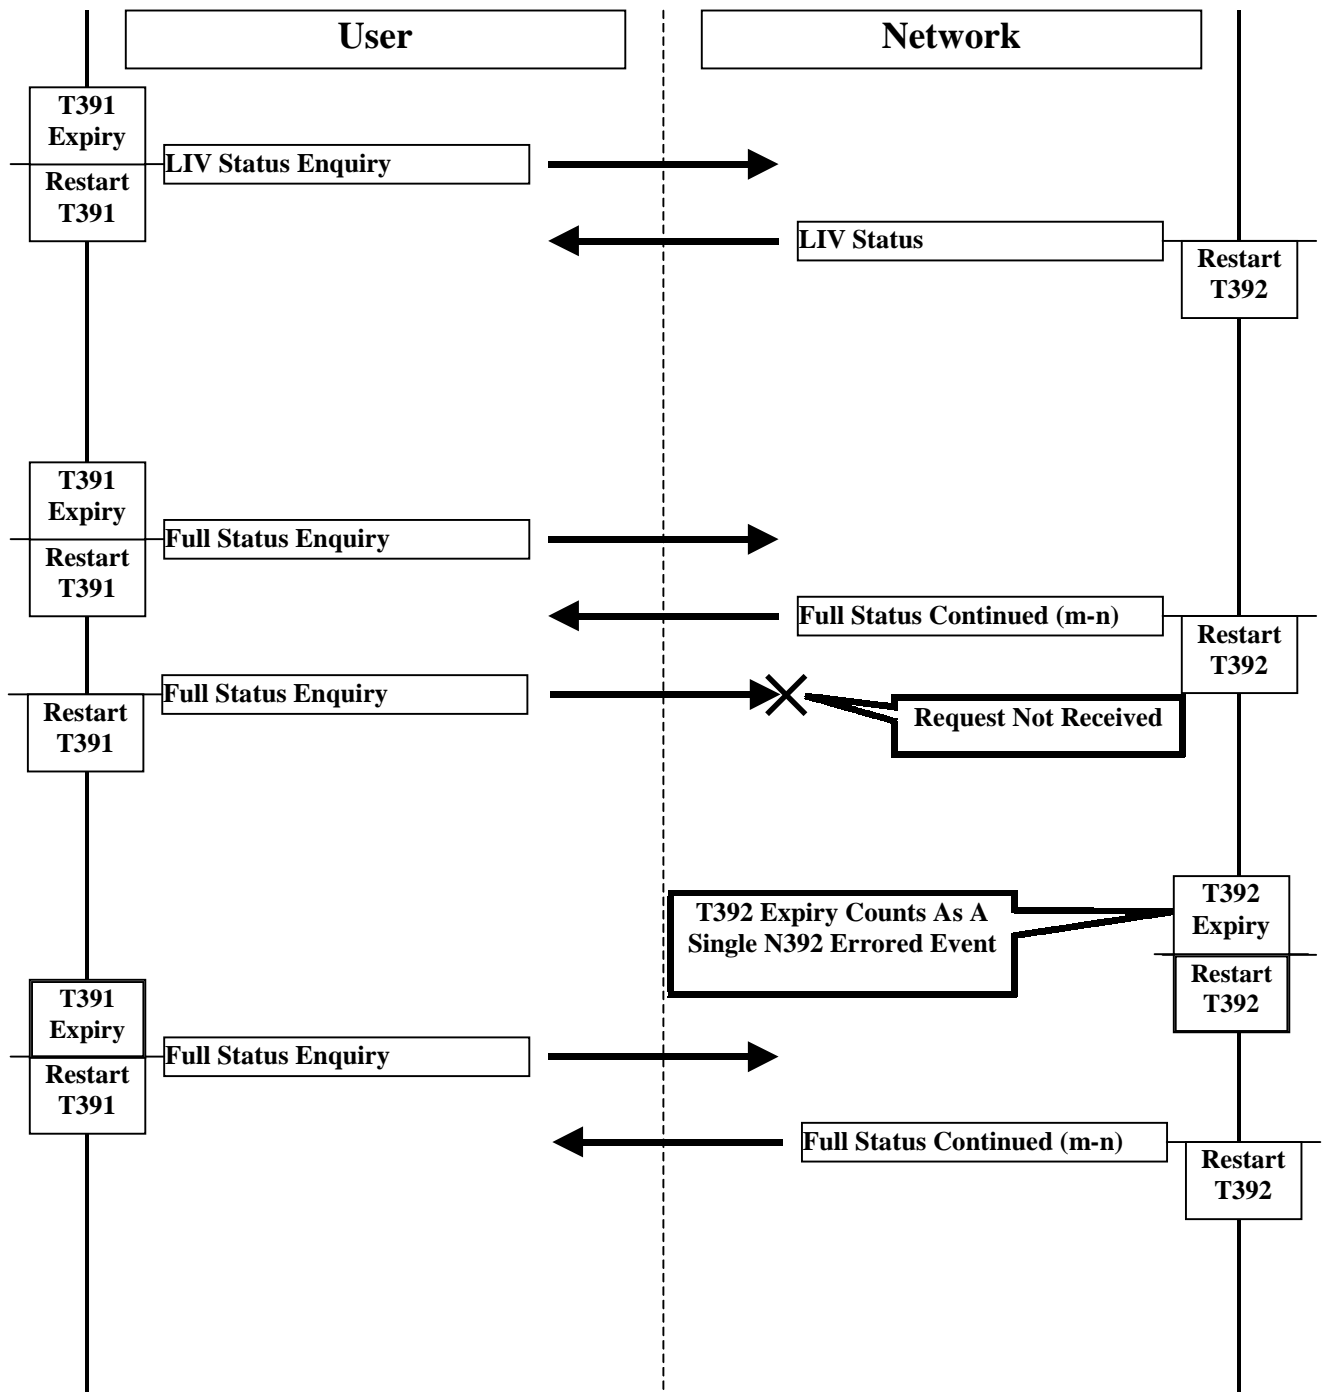 User
Network
T391
Expiry
LIV Status Enquiry
Restart
T391
LIV Status
Restart
T392
T391
Expiry
Full Status Enquiry
Restart
T391
Full Status Continued (m-n)
Restart
T392
Full Status Enquiry
Restart
T391
Request Not Received
T392
Expiry
T392 Expiry Counts As A
Single N392 Errored Event
Restart
T392
T391
Expiry
Full Status Enquiry
Restart
T391
Full Status Continued (m-n)
Restart
T392